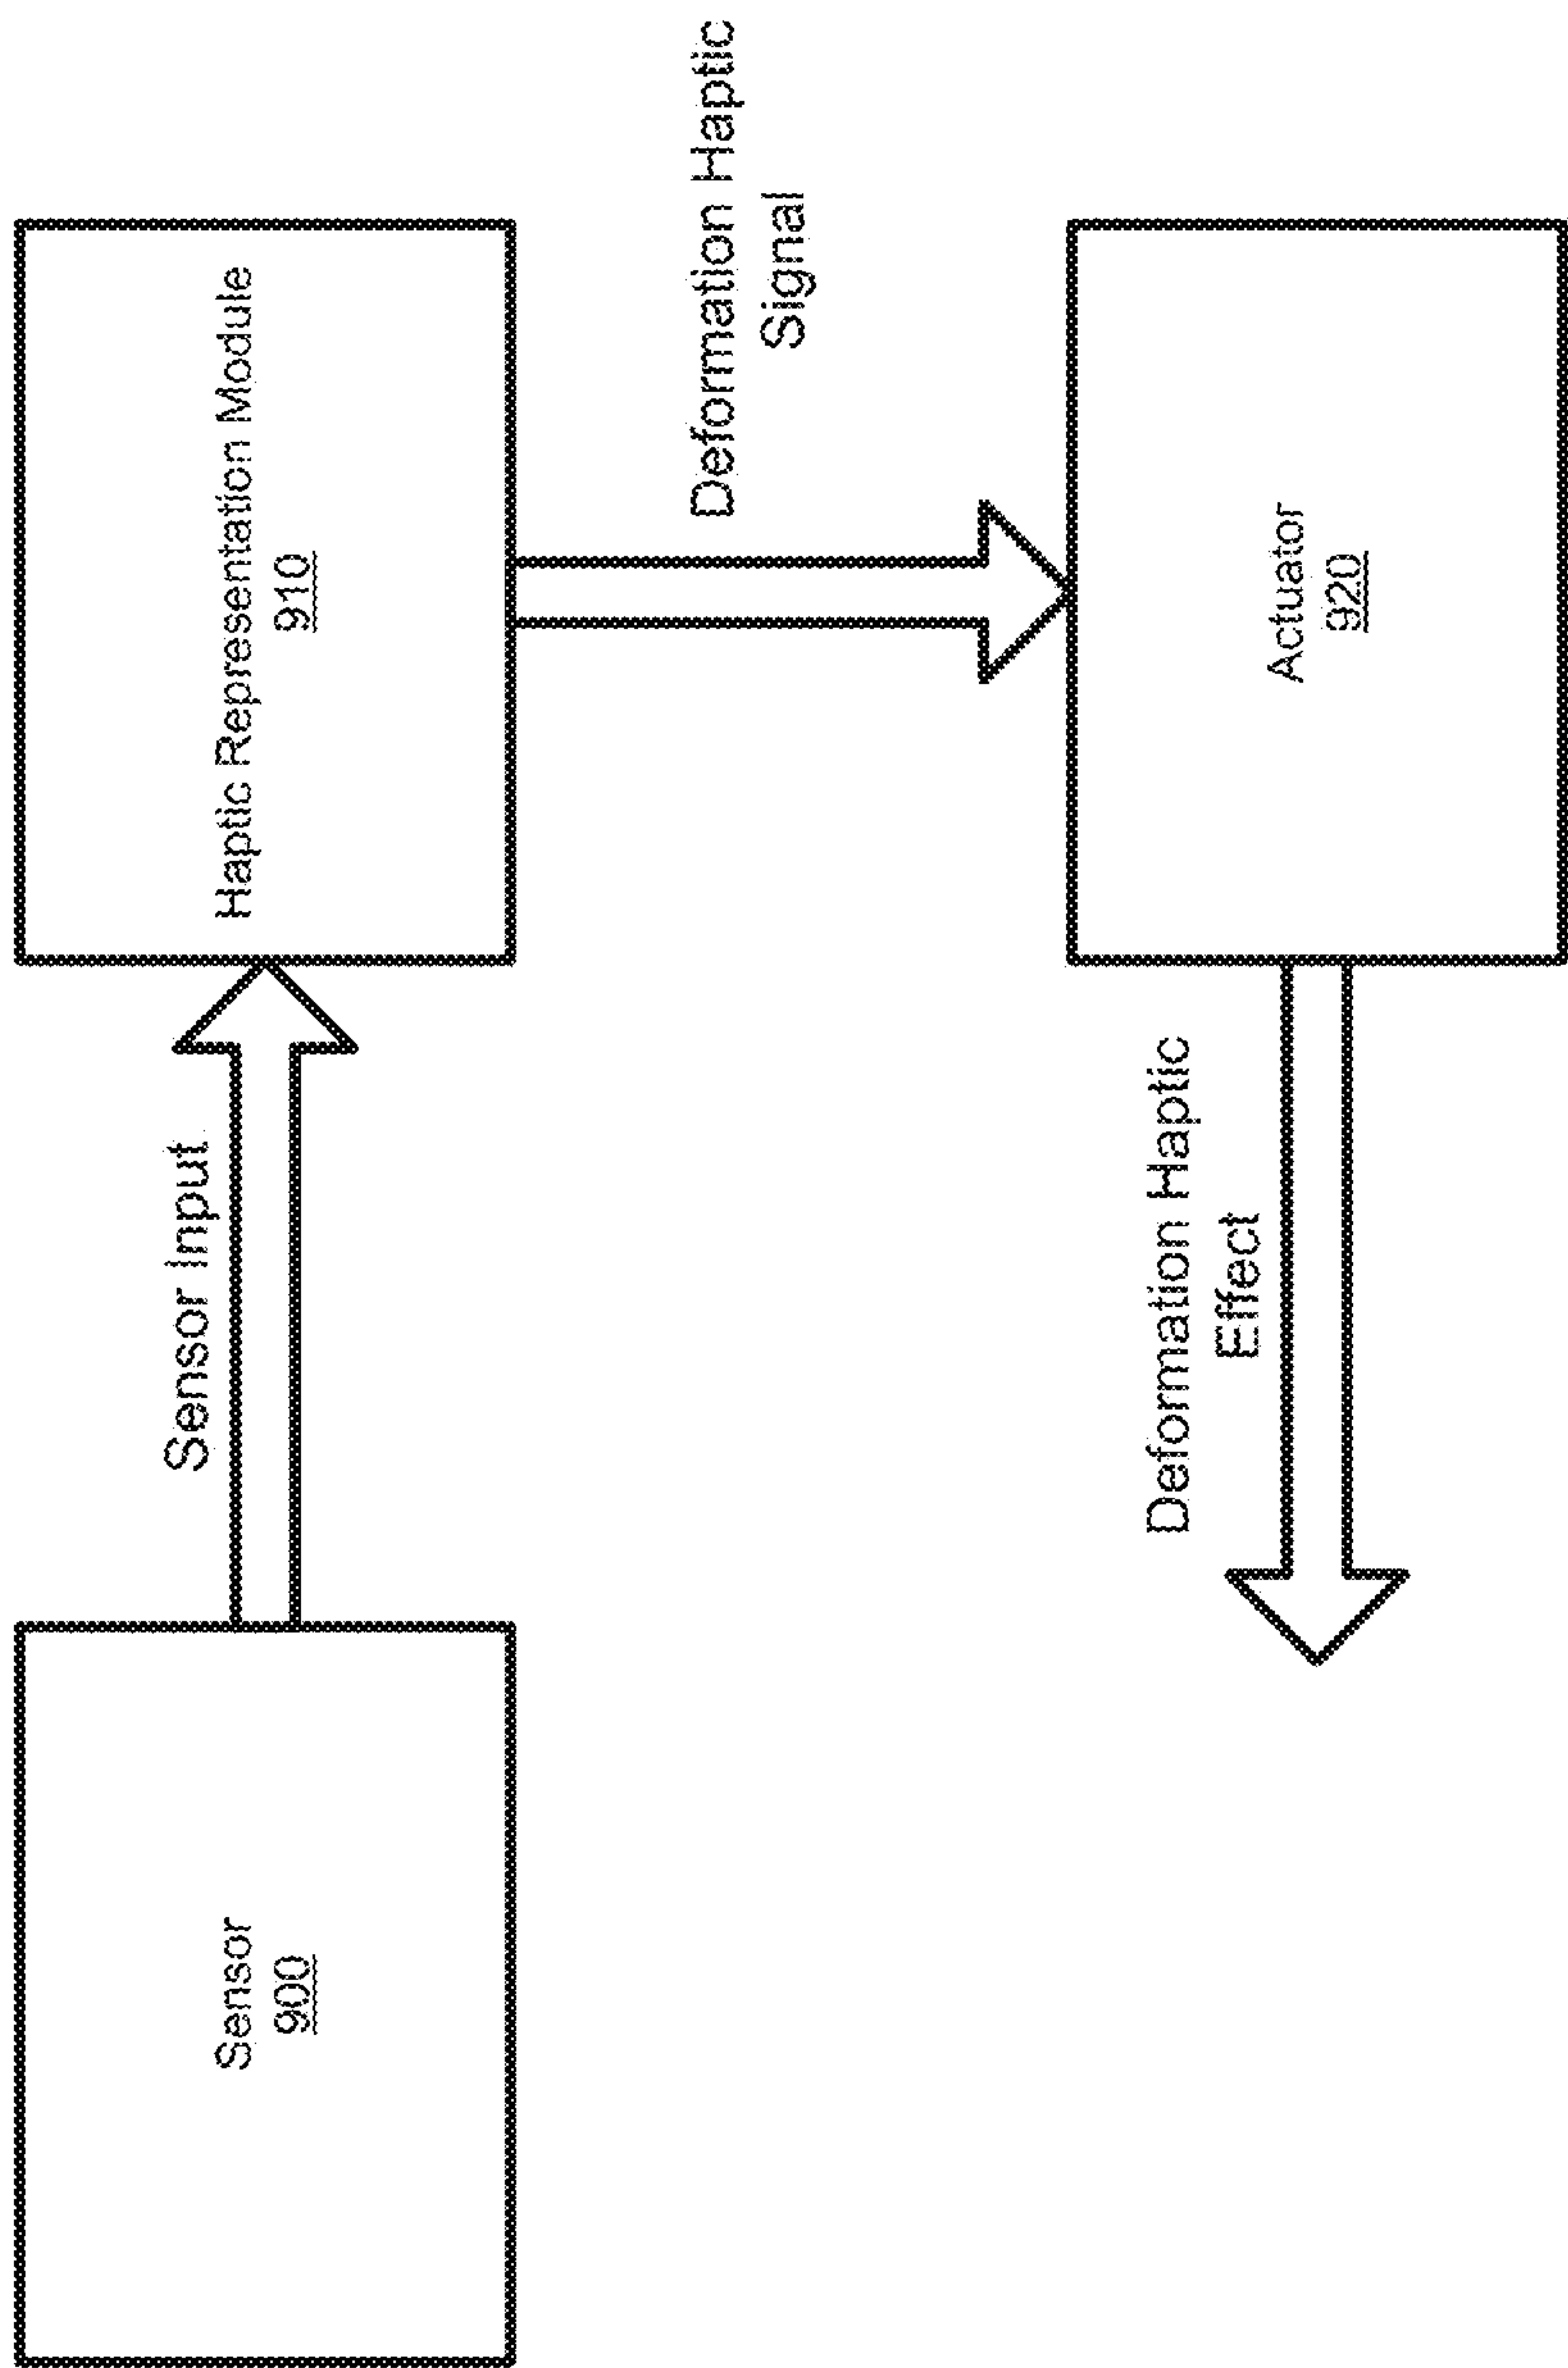 Sensor
900
Sensor Input
Haptic Representation Module
910
Deformation Haptic
Signal
Actuator
920
Deformation Haptic
Effect